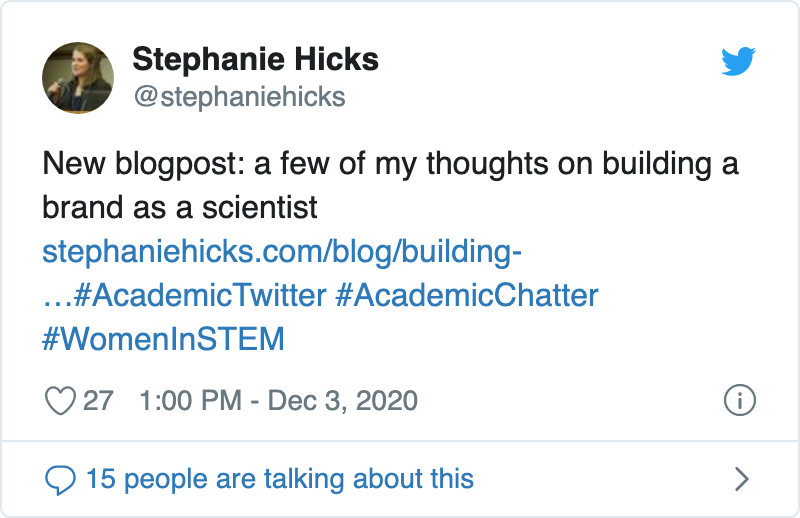 Stephanie Hicks
@stephaniehicks
New blogpost: a few of my thoughts on building a
brand as a scientist
stephaniehicks.com/blog/building-
…#AcademicTwitter #AcademicChatter
#WomenInSTEM
27 1:00 PM - Dec 3, 2020
15 people are talking about this